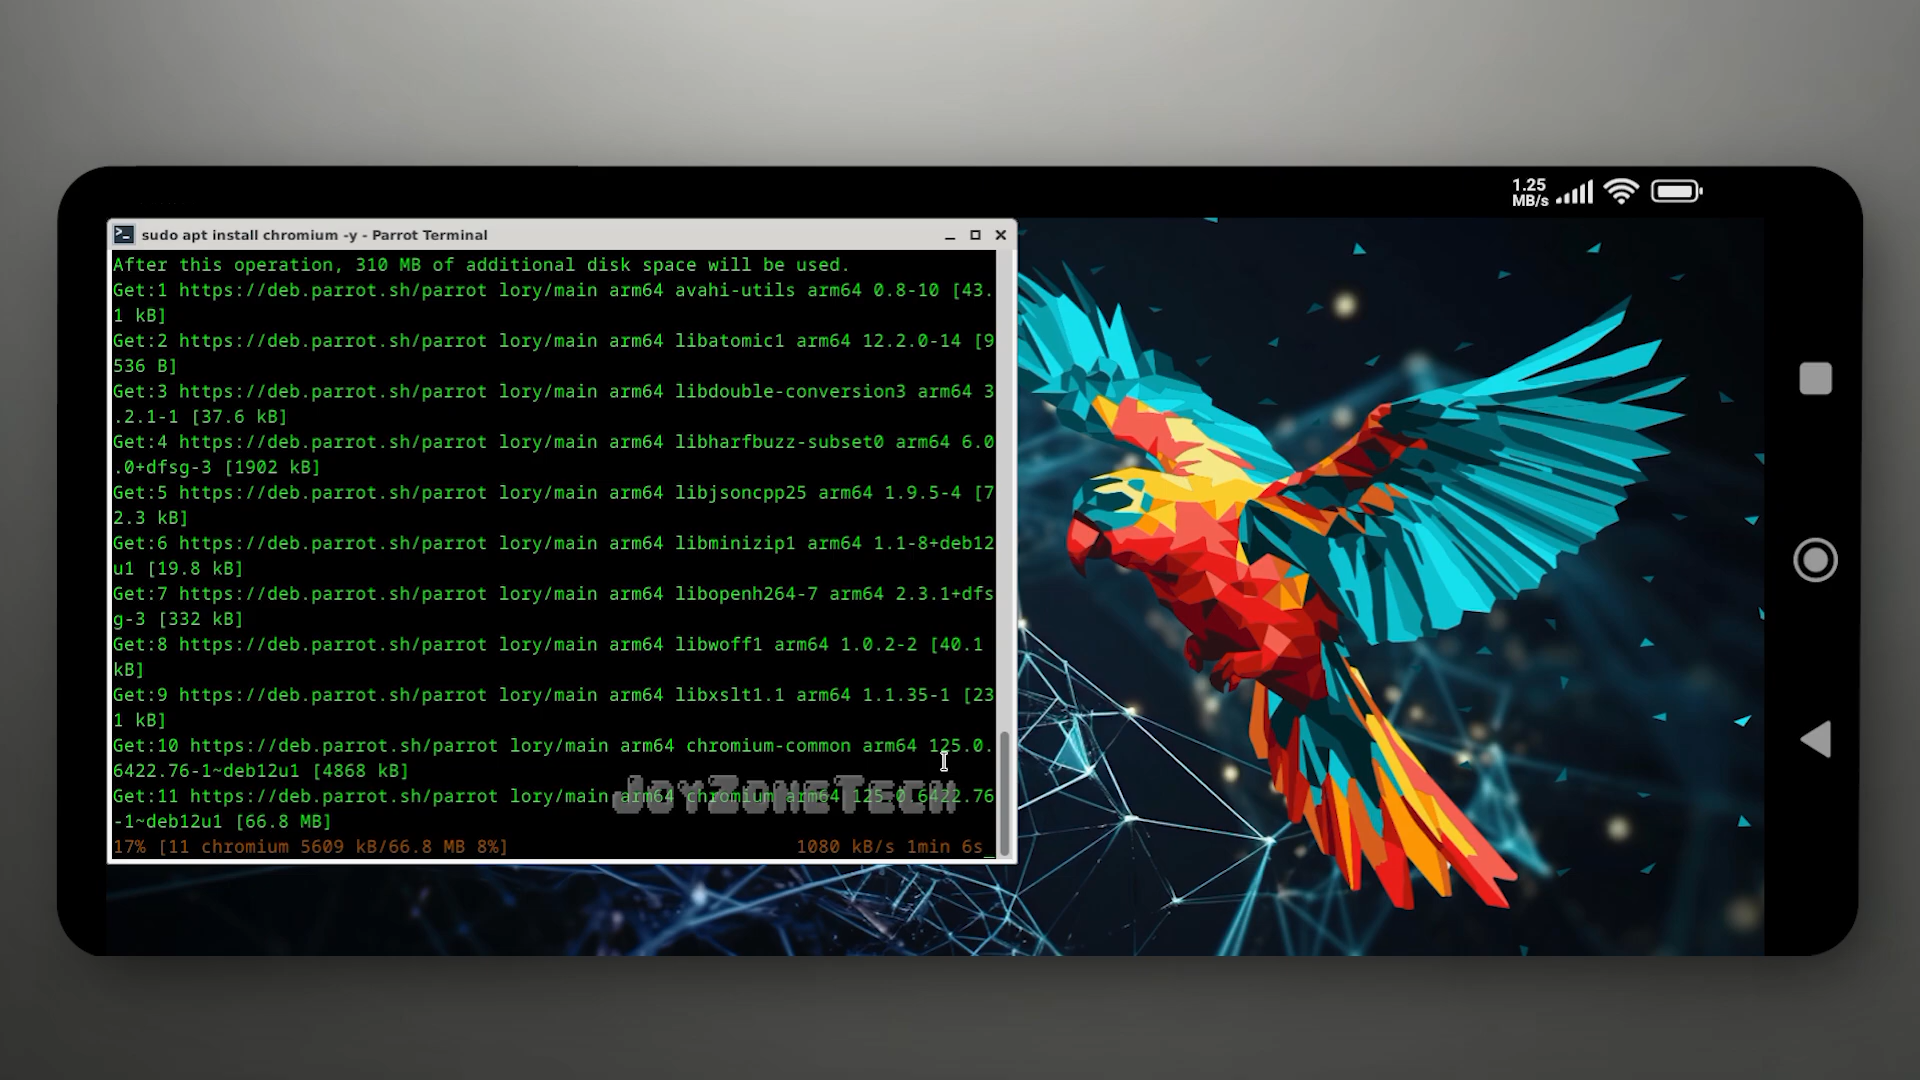 1.25
MB/s
sudo apt install chromium -y - Parrot Terminal
After this operation, 310 MB of additional disk space will be used.
Get:1 https://deb.parrot.sh/parrot lory/main arm64 avahi-utils arm64 0.8-10 [43.
1 kB]
Get:2 https://deb.parrot.sh/parrot lory/main arm64 libatomic1 arm64 12.2.0-14 [9
536 B]
Get:3 https://deb.parrot.sh/parrot lory/main arm64 libdouble-conversion3 arm64 3
.2.1-1 [37.6 kB]
Get:4 https://deb.parrot.sh/parrot lory/main arm64 libharfbuzz-subset0 arm64 6.0
.0+dfsg-3 [1902 kB]
Get:5 https://deb.parrot.sh/parrot lory/main arm64 libjsoncpp25 arm64 1.9.5-4 [7
2.3 kB]
Get:6 https://deb.parrot.sh/parrot lory/main arm64 libminizip1 arm64 1.1-8+deb12
u1 [19.8 kB]
Get:7 https://deb.parrot.sh/parrot lory/main arm64 libopenh264-7 arm64 2.3.1+dfs
g-3 [332 kB]
Get:8 https://deb.parrot.sh/parrot lory/main arm64 libwoff1 arm64 1.0.2-2 [40.1
kB]
Get:9 https://deb.parrot.sh/parrot lory/main arm64 libxslt1.1 arm64 1.1.35-1 [23
1 kB]
Get:10 https://deb.parrot.sh/parrot lory/main arm64 chromium-common arm64 125.0.
6422.76-1~deb12u1 [4868 kB]
Get:11 https://deb.parrot.sh/parrot lory/main arm64 chromium arm64 125.0.6422.76
-1~deb12u1 [66.8 MB]
JoyZoneTech
17% [11 chromium 5609 kB/66.8 MB 8%] 1080 kB/s 1min 6s